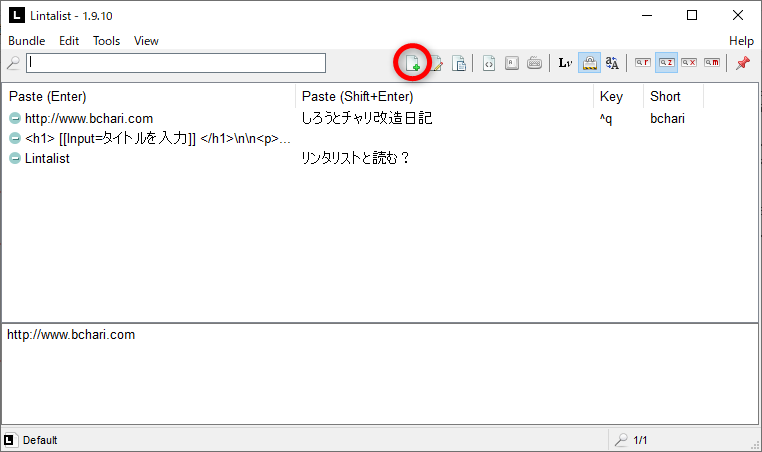 Lintalist - 1.9.10
Bundle Edit Tools View Help
Paste (Enter) Paste (Shift+Enter) Key Short
http://www.bchari.com しろうとチャリ改造日記 ^q bchari
<h1> [[Input=タイトルを入力]] </h1>\n\n<p>...
Lintalist リンタリストと読む？
http://www.bchari.com
Default 1/1